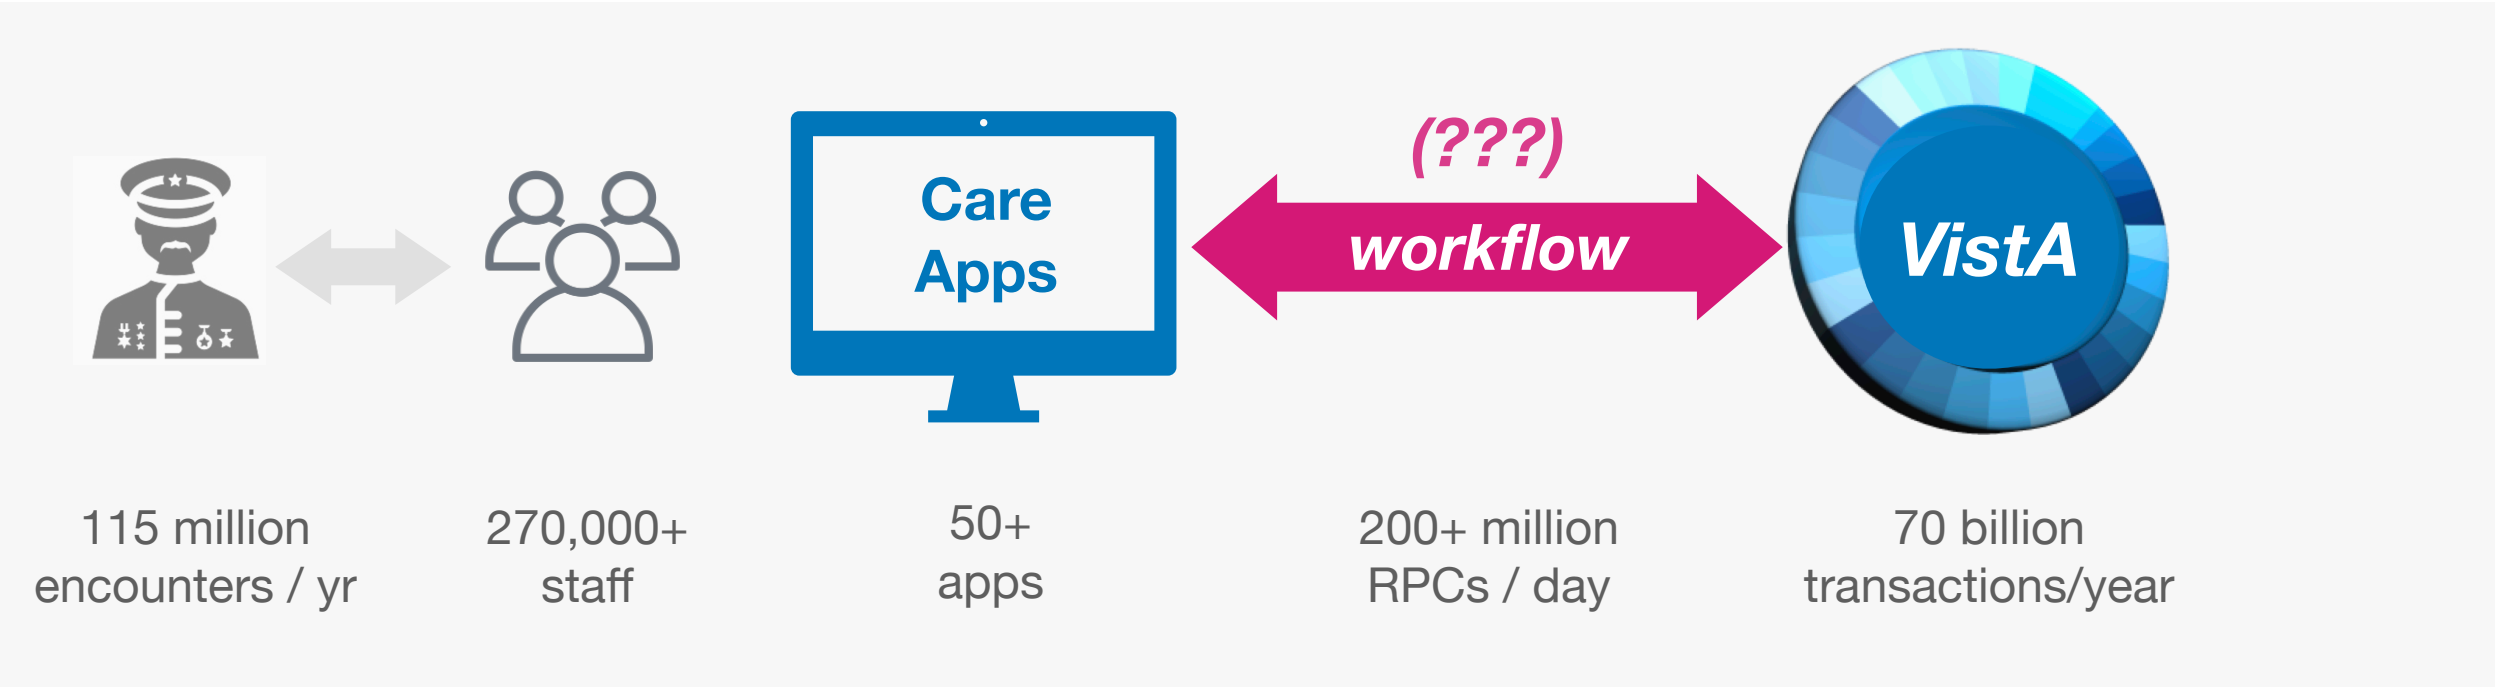 (???)
Care
Apps
workflow
VistA
115 million
encounters / yr
270,000+
staff
50+
apps
200+ million
RPCs / day
70 billion
transactions/year